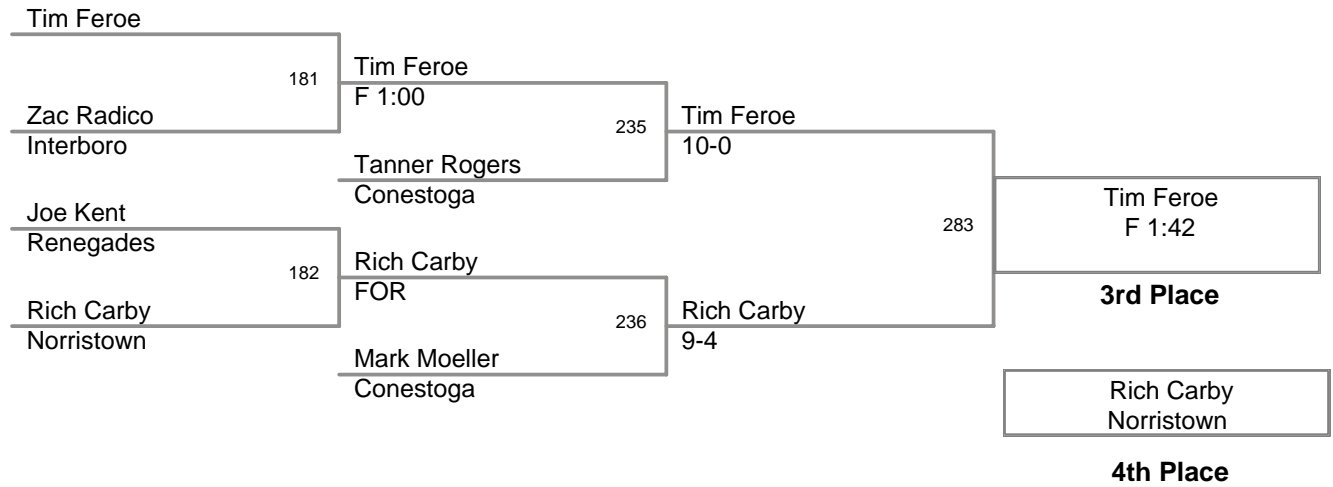 Tim Feroe
181
Zac Radico
Interboro
Tim Feroe
F 1:00
235
Tanner Rogers
Conestoga
Joe Kent
Renegades
182
Rich Carby
Norristown
Rich Carby
FOR
236
Mark Moeller
Conestoga
Tim Feroe
10-0
283
Rich Carby
9-4
Tim Feroe
F 1:42
3rd Place
Rich Carby
Norristown
4th Place